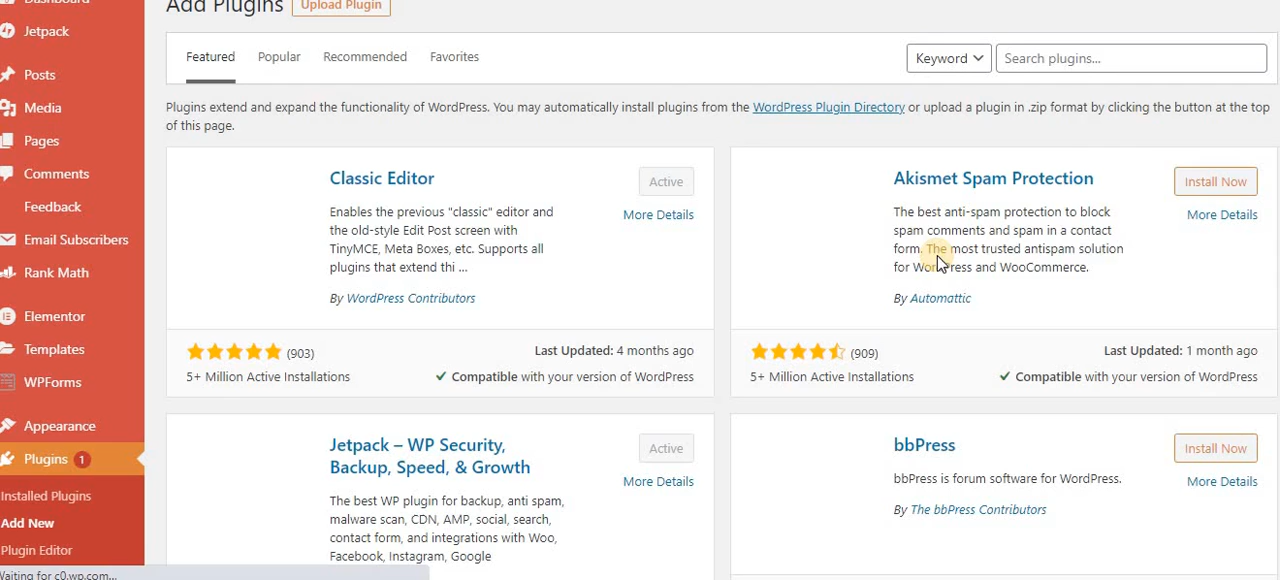 Dashboard
Add Plugins
Upload Plugin
Jetpack
Posts
Media
Pages
Comments
Feedback
Email Subscribers
Rank Math
Elementor
Templates
WPForms
Appearance
Plugins 1
Installed Plugins
Add New
Plugin Editor
Featured
Popular
Recommended
Favorites
Keyword
Search plugins...
Plugins extend and expand the functionality of WordPress. You may automatically install plugins from the WordPress Plugin Directory or upload a plugin in .zip format by clicking the button at the top
of this page.
Classic Editor
Active
More Details
Enables the previous "classic" editor and
the old-style Edit Post screen with
TinyMCE, Meta Boxes, etc. Supports all
plugins that extend thi ...
By WordPress Contributors
(903)
Last Updated: 4 months ago
5+ Million Active Installations
Compatible with your version of WordPress
Akismet Spam Protection
Install Now
More Details
The best anti-spam protection to block
spam comments and spam in a contact
form. The most trusted antispam solution
for WordPress and WooCommerce.
By Automattic
(909)
Last Updated: 1 month ago
5+ Million Active Installations
Compatible with your version of WordPress
Jetpack – WP Security,
Backup, Speed, & Growth
Active
More Details
The best WP plugin for backup, anti spam,
malware scan, CDN, AMP, social, search,
contact form, and integrations with Woo,
Facebook, Instagram, Google
bbPress
Install Now
More Details
bbPress is forum software for WordPress.
By The bbPress Contributors
Waiting for c0.wp.com...